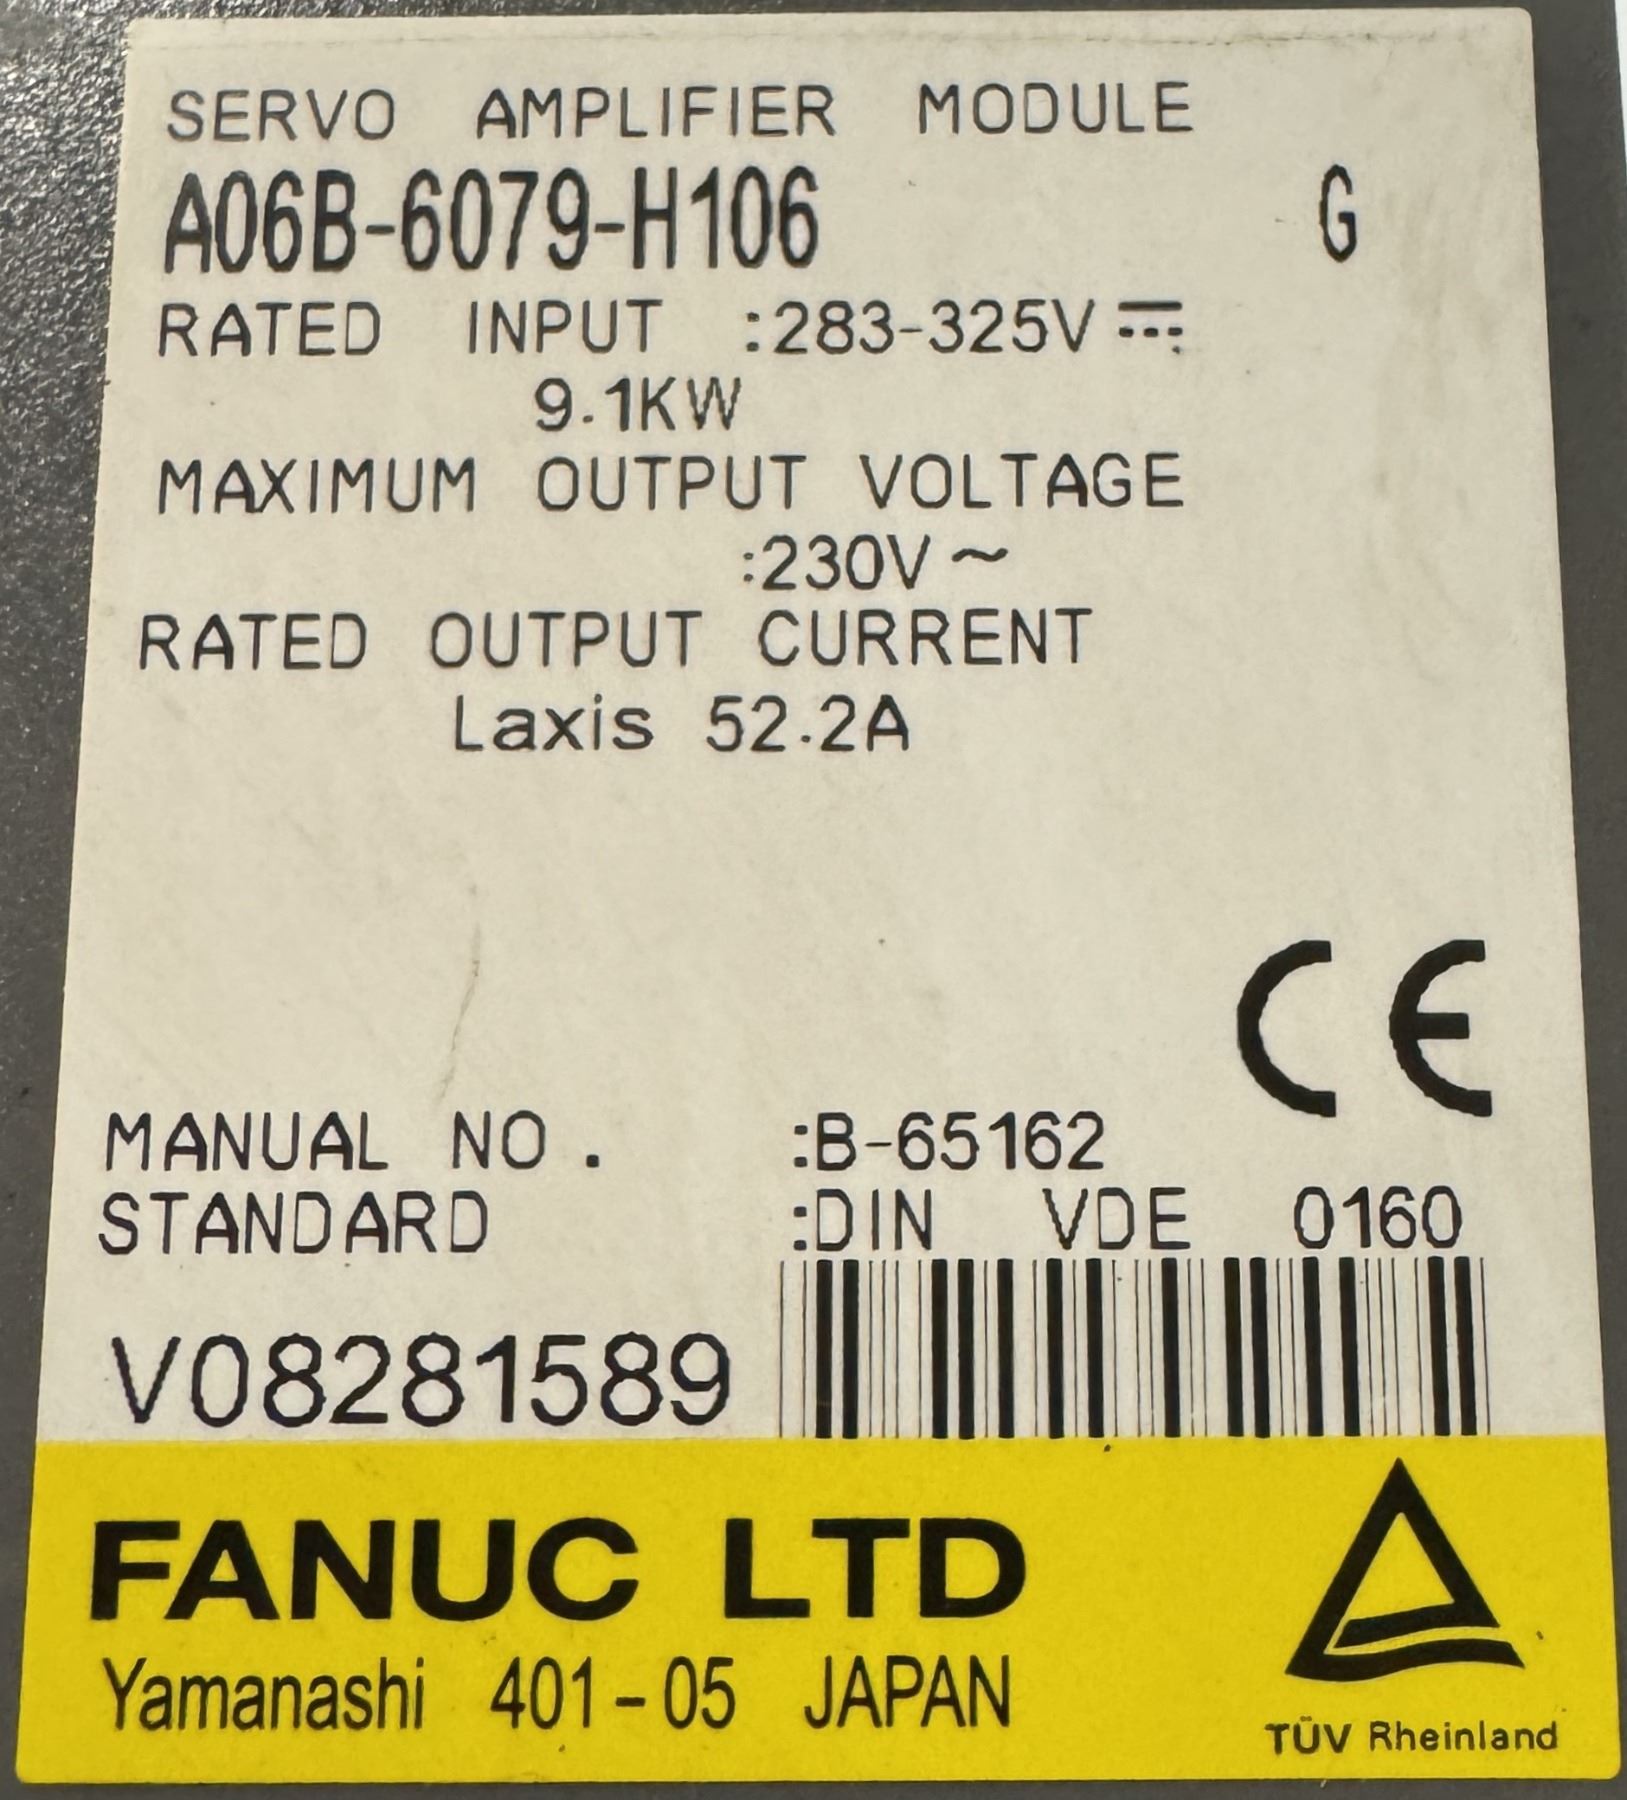 SERVO AMPLIFIER MODULE
A06B-6079-H106 G
RATED INPUT :283-325V⎓
9.1KW
MAXIMUM OUTPUT VOLTAGE
:230V~
RATED OUTPUT CURRENT
Laxis 52.2A
CE
MANUAL NO. :B-65162
STANDARD :DIN VDE 0160
V08281589
FANUC LTD
Yamanashi 401-05 JAPAN
TÜV Rheinland